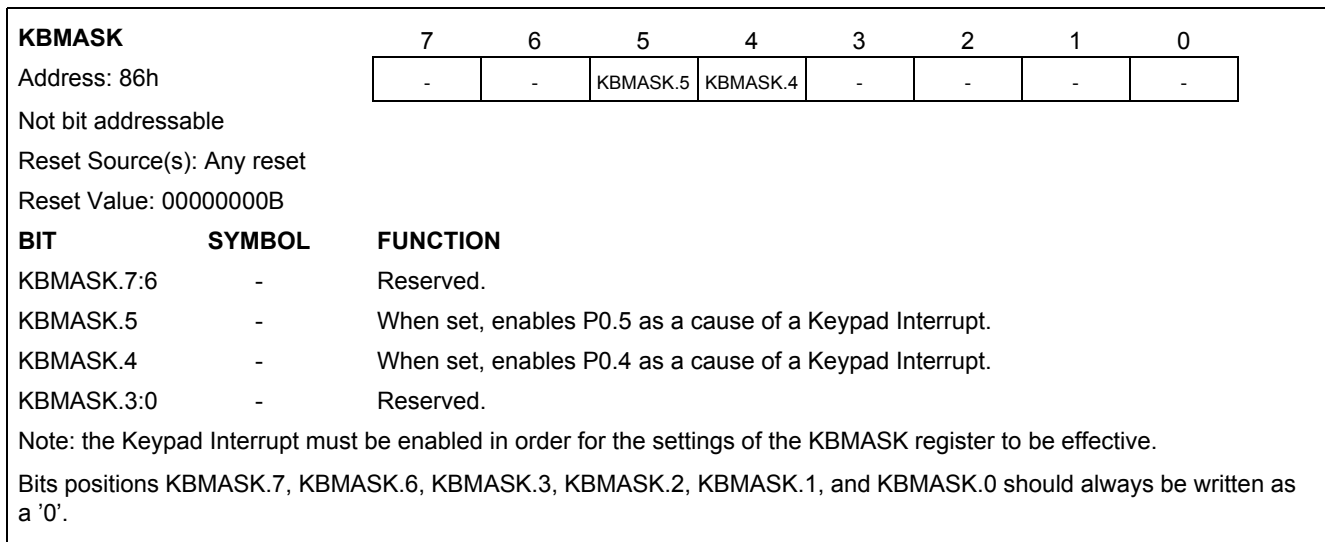 KBMASK 7 6 5 4 3 2 1 0
Address: 86h - - KBMASK.5 KBMASK.4 - - - -
Not bit addressable
Reset Source(s): Any reset
Reset Value: 00000000B
BIT SYMBOL FUNCTION
KBMASK.7:6 - Reserved.
KBMASK.5 - When set, enables P0.5 as a cause of a Keypad Interrupt.
KBMASK.4 - When set, enables P0.4 as a cause of a Keypad Interrupt.
KBMASK.3:0 - Reserved.
Note: the Keypad Interrupt must be enabled in order for the settings of the KBMASK register to be effective.
Bits positions KBMASK.7, KBMASK.6, KBMASK.3, KBMASK.2, KBMASK.1, and KBMASK.0 should always be written as
a '0'.